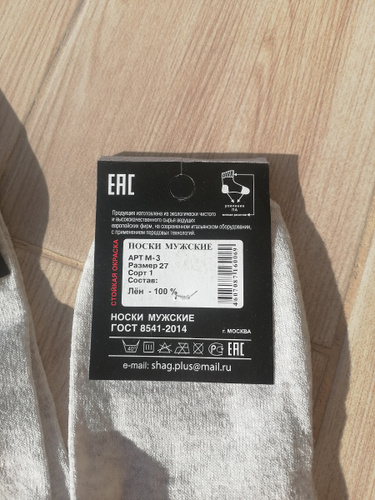 EAC
Продукция изготовлена из экологически чистого
и высококачественного сырья ведущих
европейских фирм, на современном итальянском оборудовании,
с применением передовых технологий.
СТОЙКАЯ ОКРАСКА
НОСКИ МУЖСКИЕ
АРТ М-3
Размер 27
Сорт 1
Состав:
Лён - 100 %
НОСКИ МУЖСКИЕ
ГОСТ 8541-2014
г. МОСКВА
EAC
e-mail: shag.plus@mail.ru